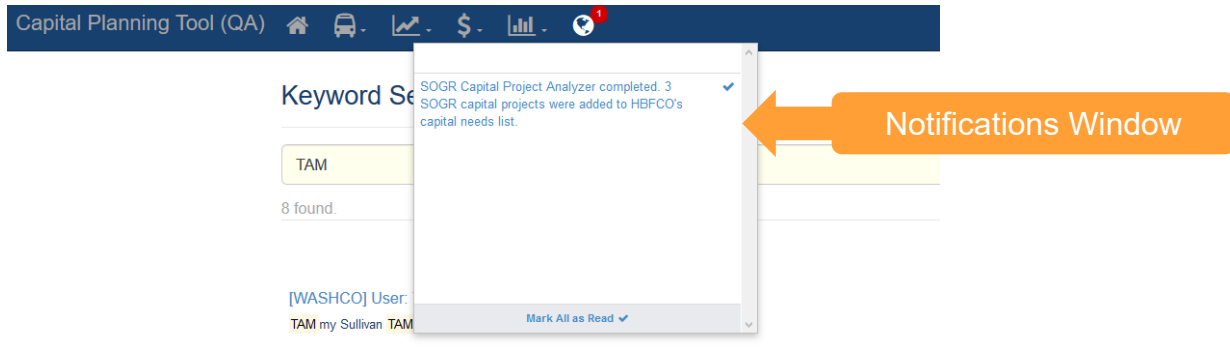 Capital Planning Tool (QA)
1
Keyword Se
SOGR Capital Project Analyzer completed. 3
SOGR capital projects were added to HBFCO's
capital needs list.
Notifications Window
TAM
8 found.
[WASHCO] User:
TAM my Sullivan TAM
Mark All as Read